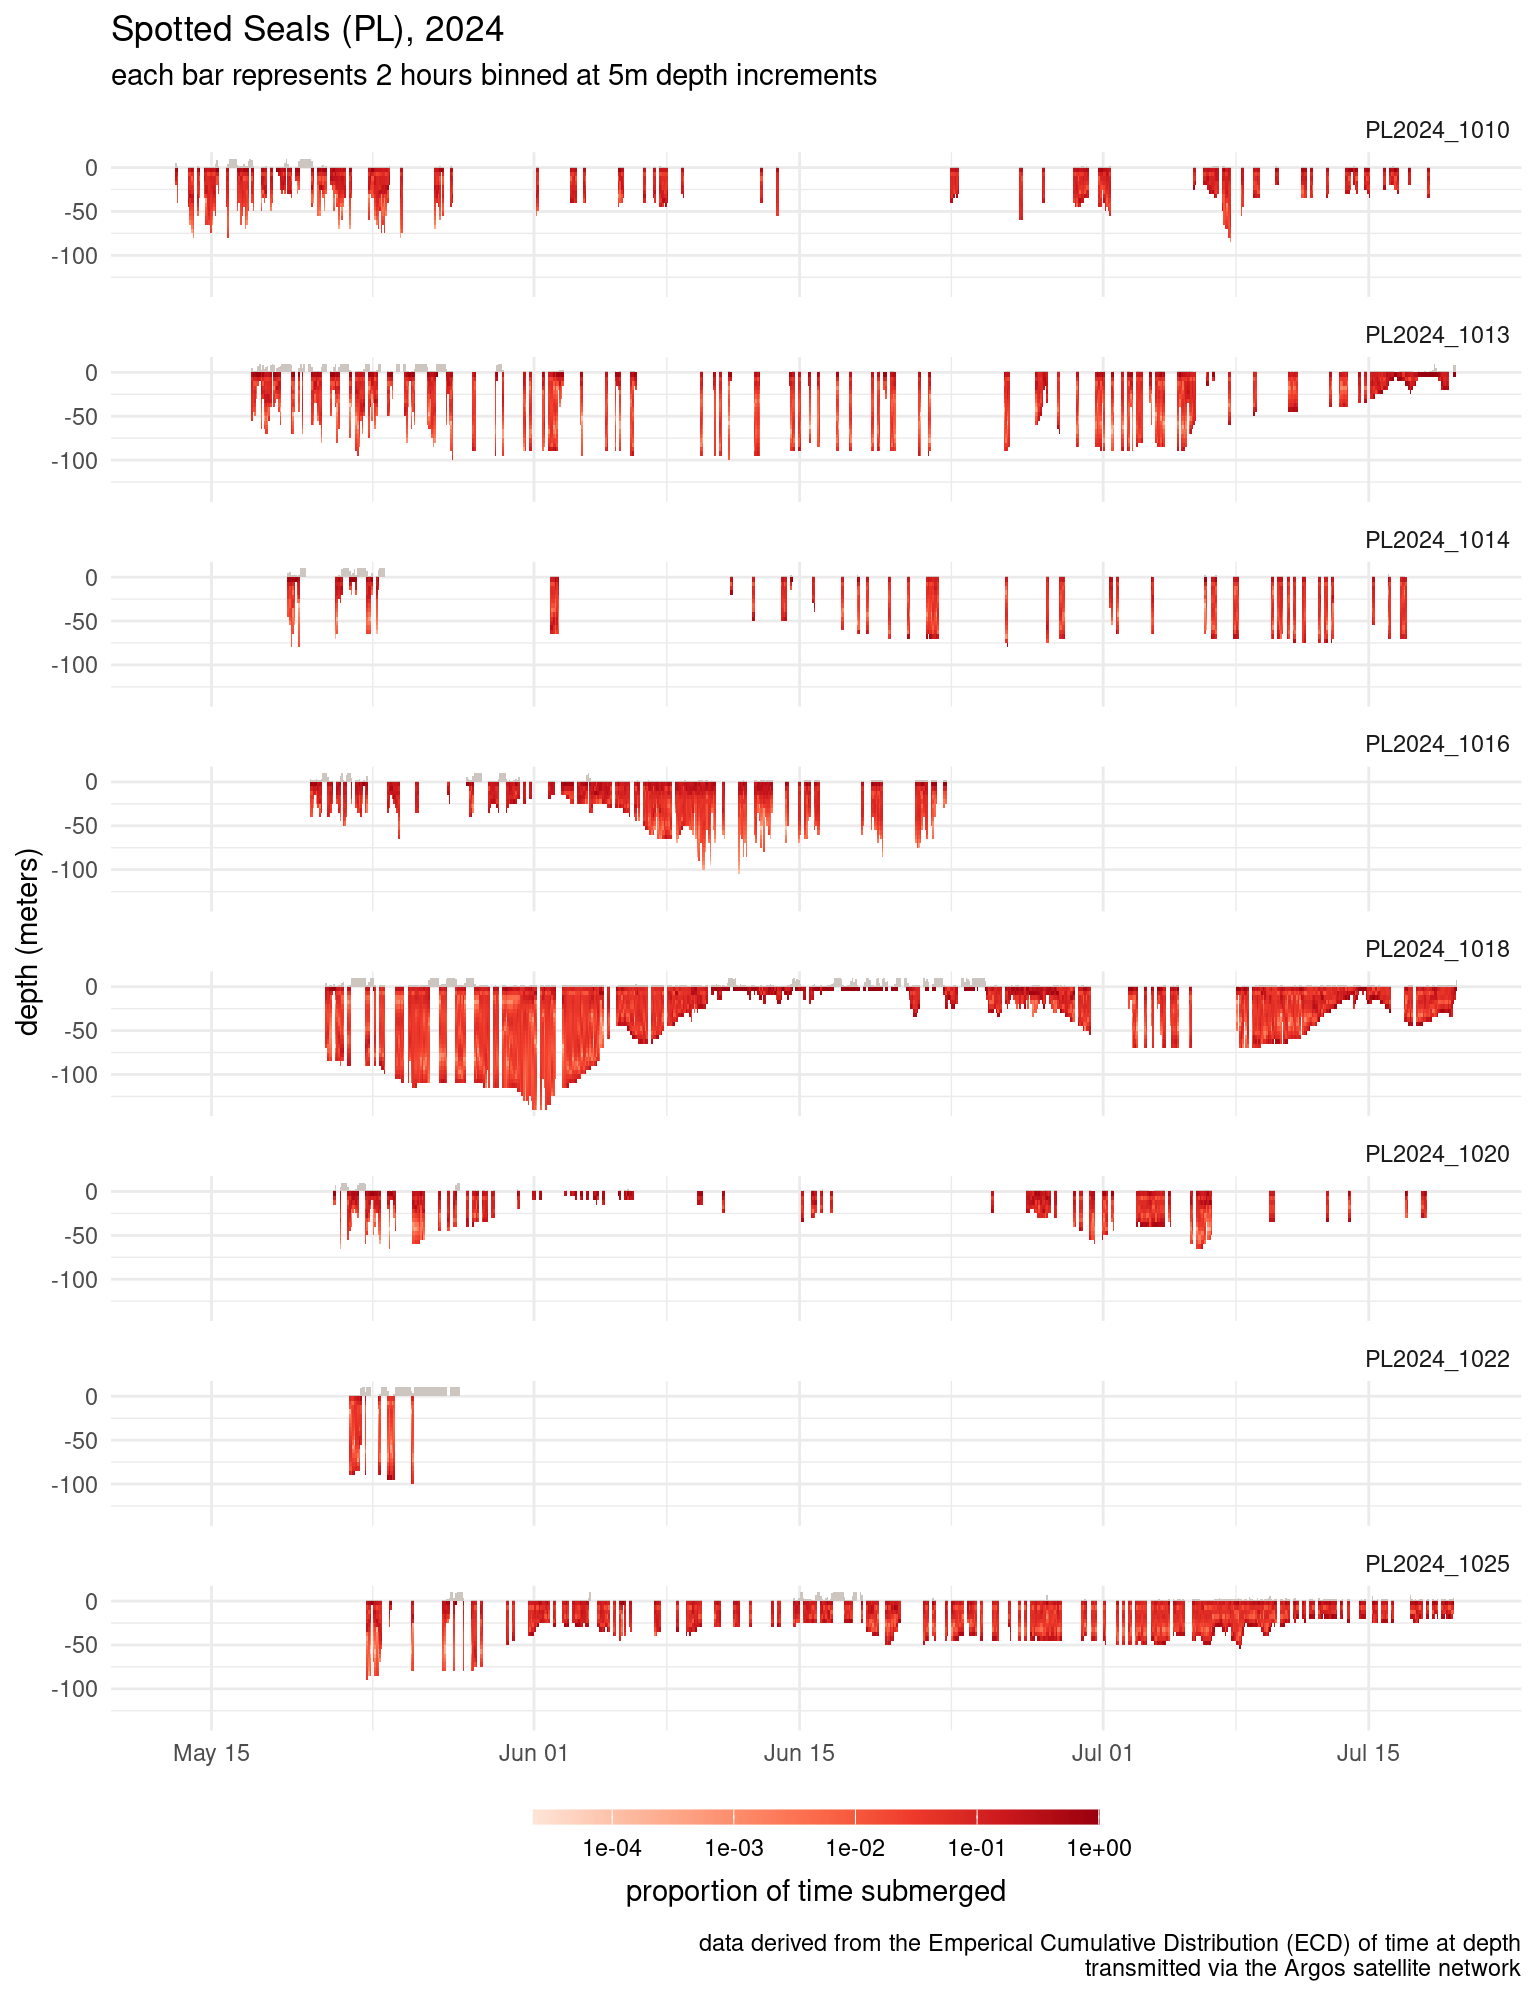 Spotted Seals (PL), 2024
each bar represents 2 hours binned at 5m depth increments
PL2024_1010
0
-50
-100
PL2024_1013
0
-50
-100
PL2024_1014
0
-50
-100
PL2024_1016
0
-50
-100
depth (meters)
PL2024_1018
0
-50
-100
PL2024_1020
0
-50
-100
PL2024_1022
0
-50
-100
PL2024_1025
0
-50
-100
May 15 Jun 01 Jun 15 Jul 01 Jul 15
1e-04 1e-03 1e-02 1e-01 1e+00
proportion of time submerged
data derived from the Emperical Cumulative Distribution (ECD) of time at depth
transmitted via the Argos satellite network